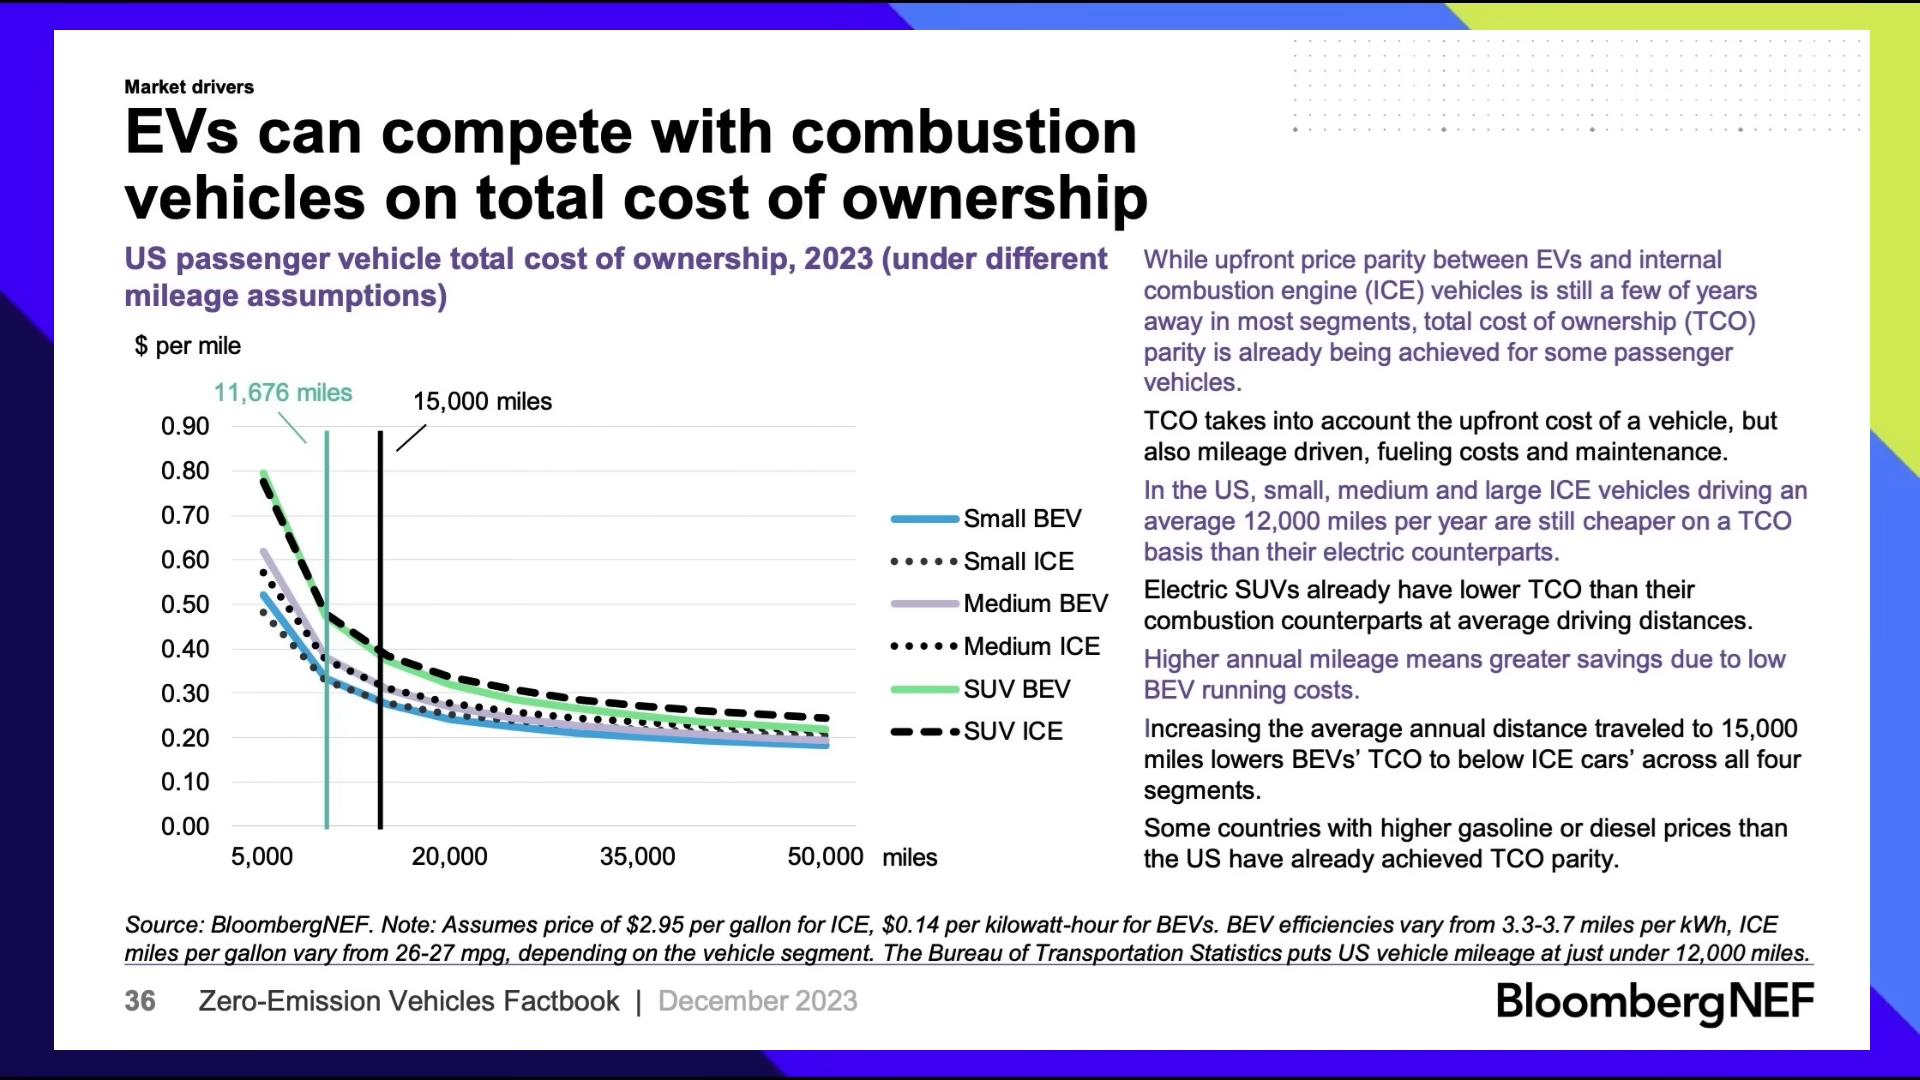 Market drivers
EVs can compete with combustion
vehicles on total cost of ownership
US passenger vehicle total cost of ownership, 2023 (under different
mileage assumptions)
$ per mile
11,676 miles
15,000 miles
0.90
0.80
0.70
0.60
0.50
0.40
0.30
0.20
0.10
0.00
5,000 20,000 35,000 50,000 miles
Small BEV
Small ICE
Medium BEV
Medium ICE
SUV BEV
SUV ICE
While upfront price parity between EVs and internal
combustion engine (ICE) vehicles is still a few of years
away in most segments, total cost of ownership (TCO)
parity is already being achieved for some passenger
vehicles.
TCO takes into account the upfront cost of a vehicle, but
also mileage driven, fueling costs and maintenance.
In the US, small, medium and large ICE vehicles driving an
average 12,000 miles per year are still cheaper on a TCO
basis than their electric counterparts.
Electric SUVs already have lower TCO than their
combustion counterparts at average driving distances.
Higher annual mileage means greater savings due to low
BEV running costs.
Increasing the average annual distance traveled to 15,000
miles lowers BEVs’ TCO to below ICE cars’ across all four
segments.
Some countries with higher gasoline or diesel prices than
the US have already achieved TCO parity.
Source: BloombergNEF. Note: Assumes price of $2.95 per gallon for ICE, $0.14 per kilowatt-hour for BEVs. BEV efficiencies vary from 3.3-3.7 miles per kWh, ICE
miles per gallon vary from 26-27 mpg, depending on the vehicle segment. The Bureau of Transportation Statistics puts US vehicle mileage at just under 12,000 miles.
36 Zero-Emission Vehicles Factbook | December 2023
BloombergNEF